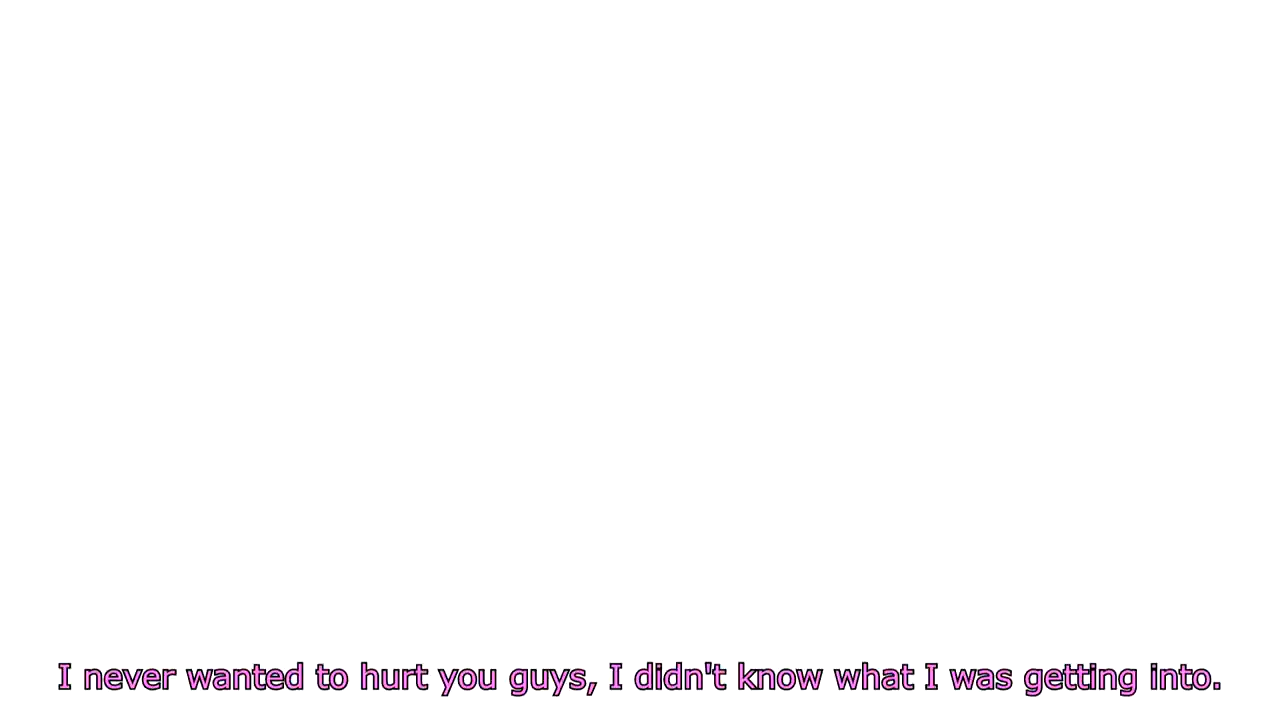 I never wanted to hurt you guys, I didn't know what I was getting into.